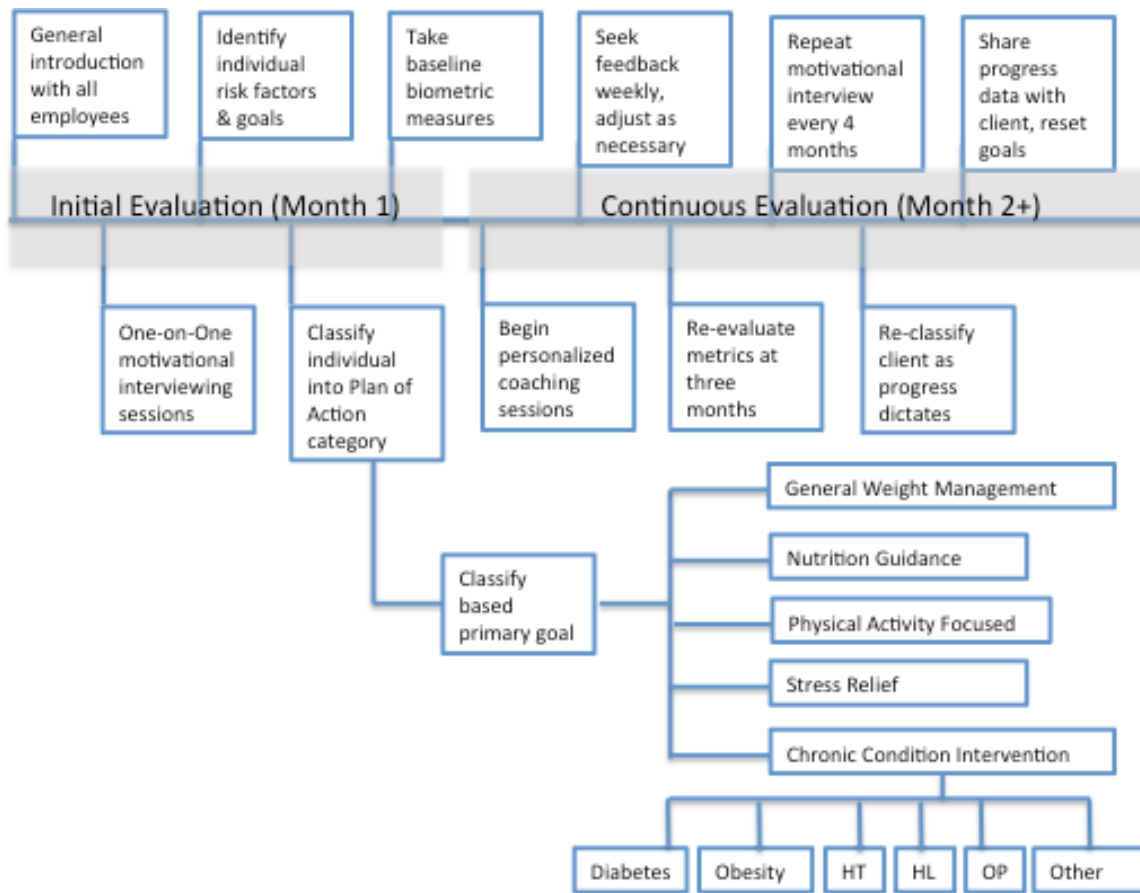 General
introduction
with all
employees
Identify
individual
risk factors
& goals
Take
baseline
biometric
measures
Seek
feedback
weekly,
adjust as
necessary
Repeat
motivational
interview
every 4
months
Share
progress
data with
client, reset
goals
Initial Evaluation (Month 1)
Continuous Evaluation (Month 2+)
One-on-One
motivational
interviewing
sessions
Classify
individual
into Plan of
Action
category
Begin
personalized
coaching
sessions
Re-evaluate
metrics at
three
months
Re-classify
client as
progress
dictates
Classify
based
primary goal
General Weight Management
Nutrition Guidance
Physical Activity Focused
Stress Relief
Chronic Condition Intervention
Diabetes
Obesity
HT
HL
OP
Other